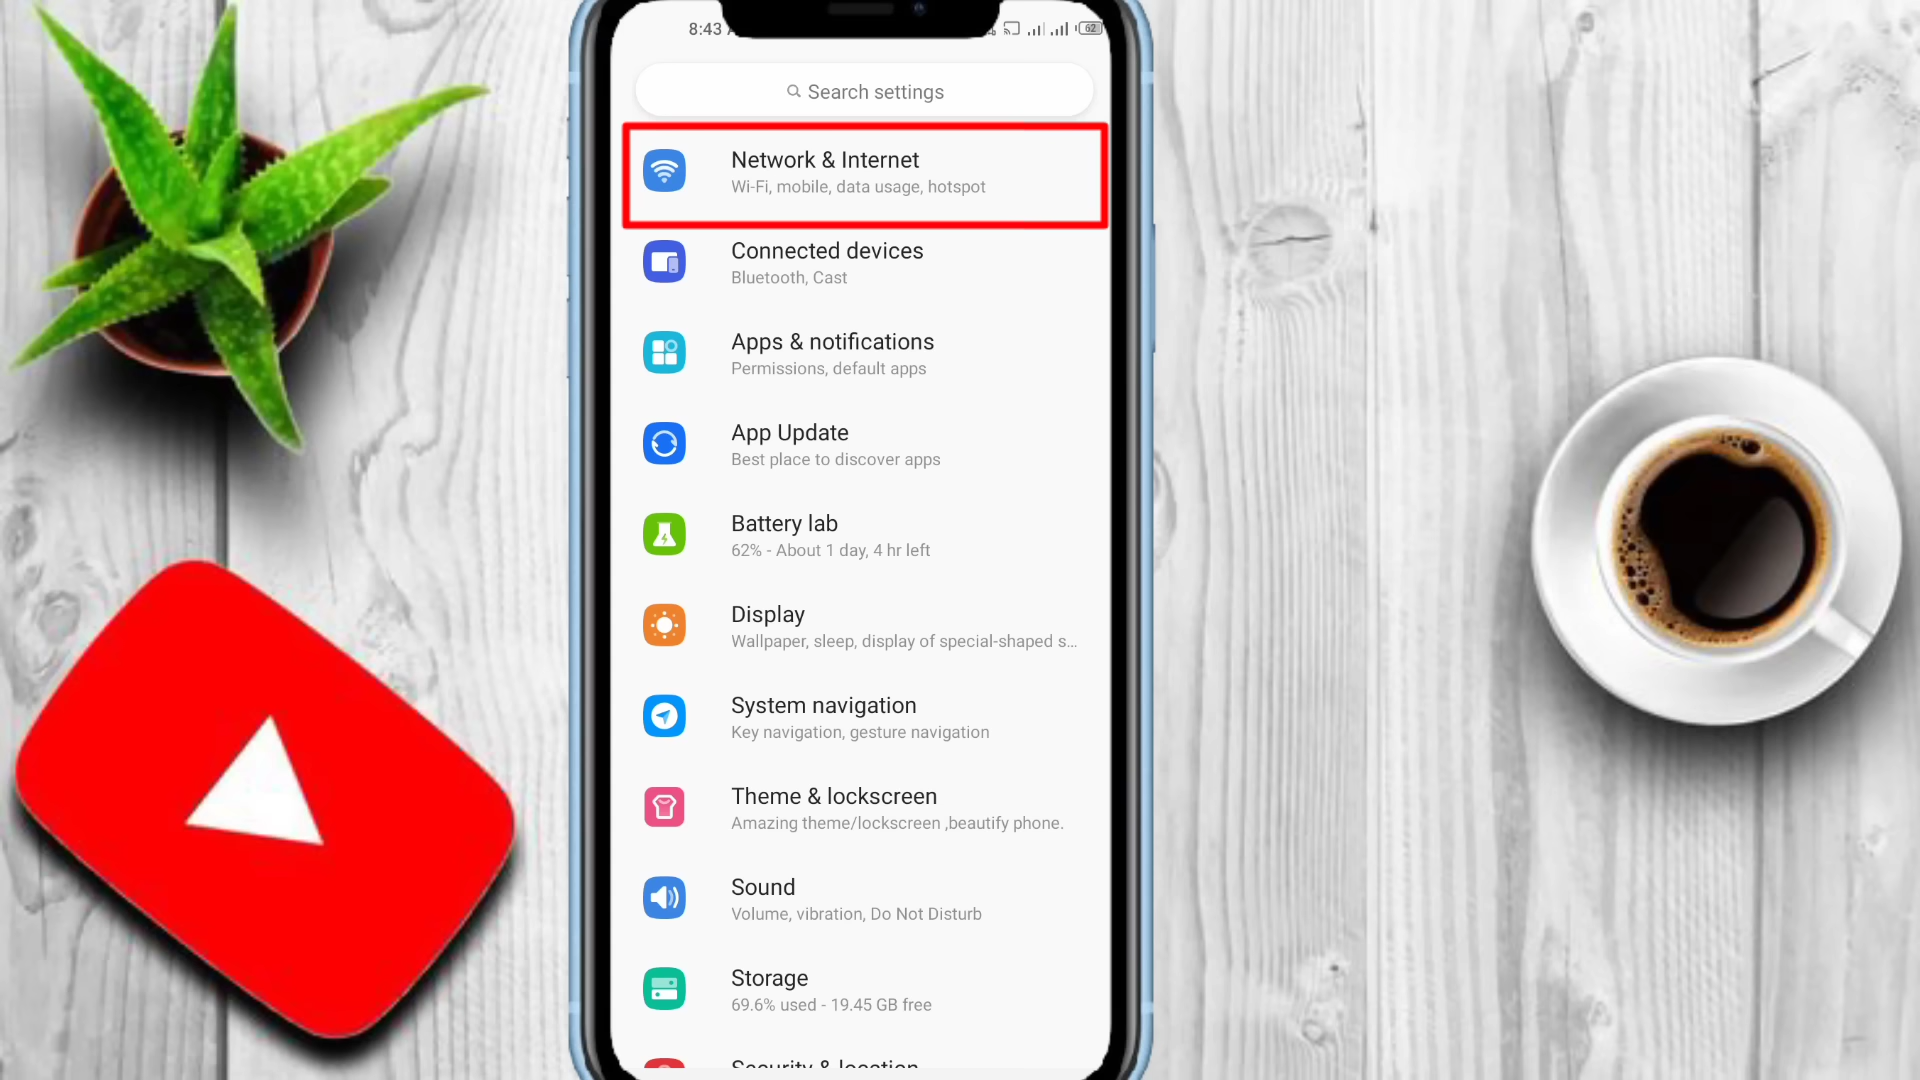 8:43
62
Search settings
Network & Internet
Wi-Fi, mobile, data usage, hotspot
Connected devices
Bluetooth, Cast
Apps & notifications
Permissions, default apps
App Update
Best place to discover apps
Battery lab
62% - About 1 day, 4 hr left
Display
Wallpaper, sleep, display of special-shaped s...
System navigation
Key navigation, gesture navigation
Theme & lockscreen
Amazing theme/lockscreen ,beautify phone.
Sound
Volume, vibration, Do Not Disturb
Storage
69.6% used - 19.45 GB free
Security & location